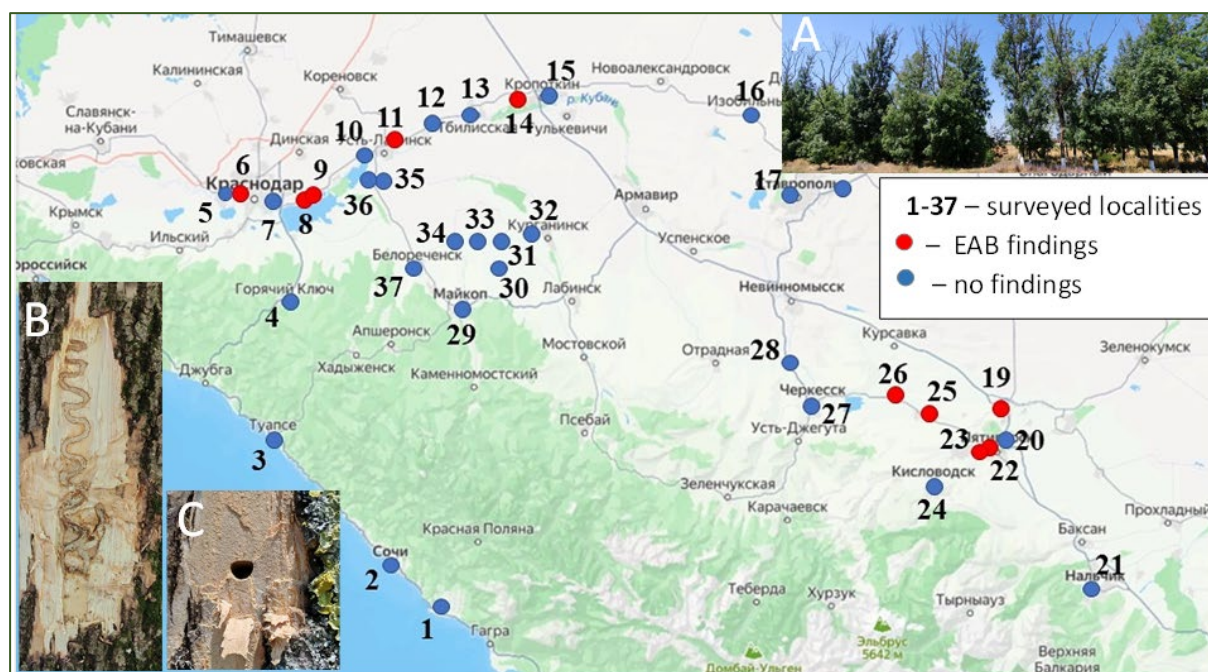 A
1-37 – surveyed localities
– EAB findings
– no findings
B
C
Тимашевск
Калининская
Кореновск
Славянск-
на-Кубани
Динская
Усть-Лабинск
Краснодар
Крымск
Ильский
Горячий Ключ
Джубга
Хадыженск
Апшеронск
Майкоп
Белореченск
Каменномостский
Туапсе
Сочи
Красная Поляна
Гагра
Кропоткин
р. Кубань
Новоалександровск
Изобильный
Армавир
Успенское
Курганинск
Лабинск
Мостовской
Псебай
Отрадная
Невинномысск
Курсавка
Зеленокумск
Черкесск
Усть-Джегута
Кисловодск
Зеленчукская
Карачаевск
Теберда
Хурзук
Эльбрус
5642 м
Домбай-Ульген
Тырныауз
Баксан
Прохладный
Нальчик
Верхняя
Балкария
1
2
3
4
5
6
7
8
9
10
11
12
13
14
15
16
17
19
20
21
22
23
24
25
26
27
28
29
30
31
32
33
34
35
36
37